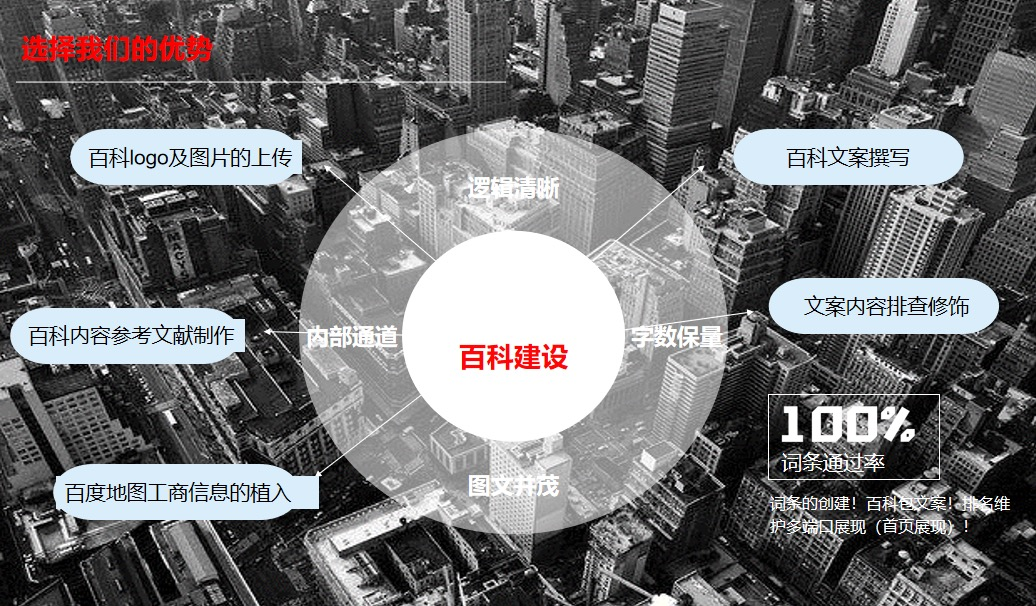 选择我们的优势
百科logo及图片的上传
百科文案撰写
逻辑清晰
百科内容参考文献制作
内部通道
百科建设
字数保量
文案内容排查修饰
100%
词条通过率
百度地图工商信息的植入
图文并茂
词条的创建！百科包文案！排名维
护多端口展现（首页展现）！